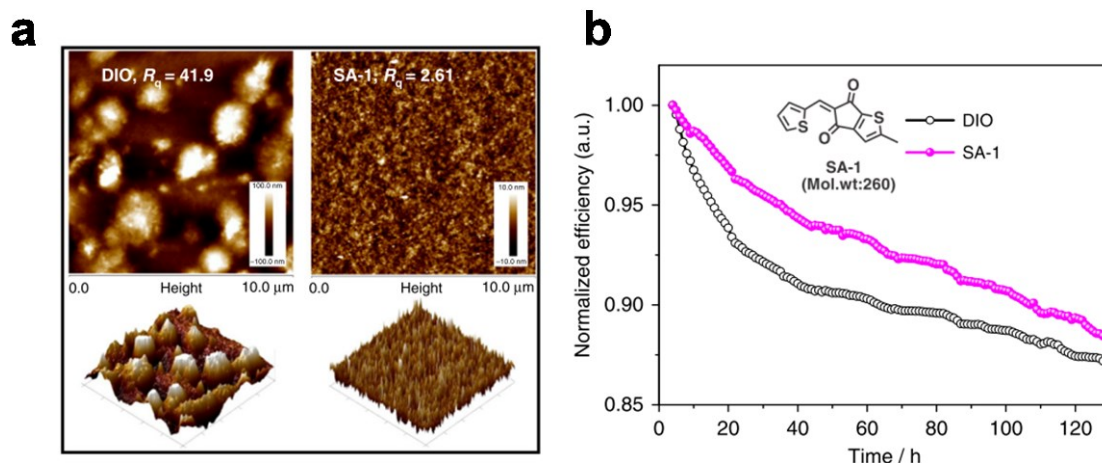 a
DIO, Rq = 41.9
SA-1, Rq = 2.61
100.0 nm
−100.0 nm
10.0 nm
−10.0 nm
0.0 Height 10.0 μm
0.0 Height 10.0 μm
b
Normalized efficiency (a.u.)
1.00
0.95
0.90
0.85
O
S
S
O
SA-1
(Mol.wt:260)
DIO
SA-1
0 20 40 60 80 100 120
Time / h